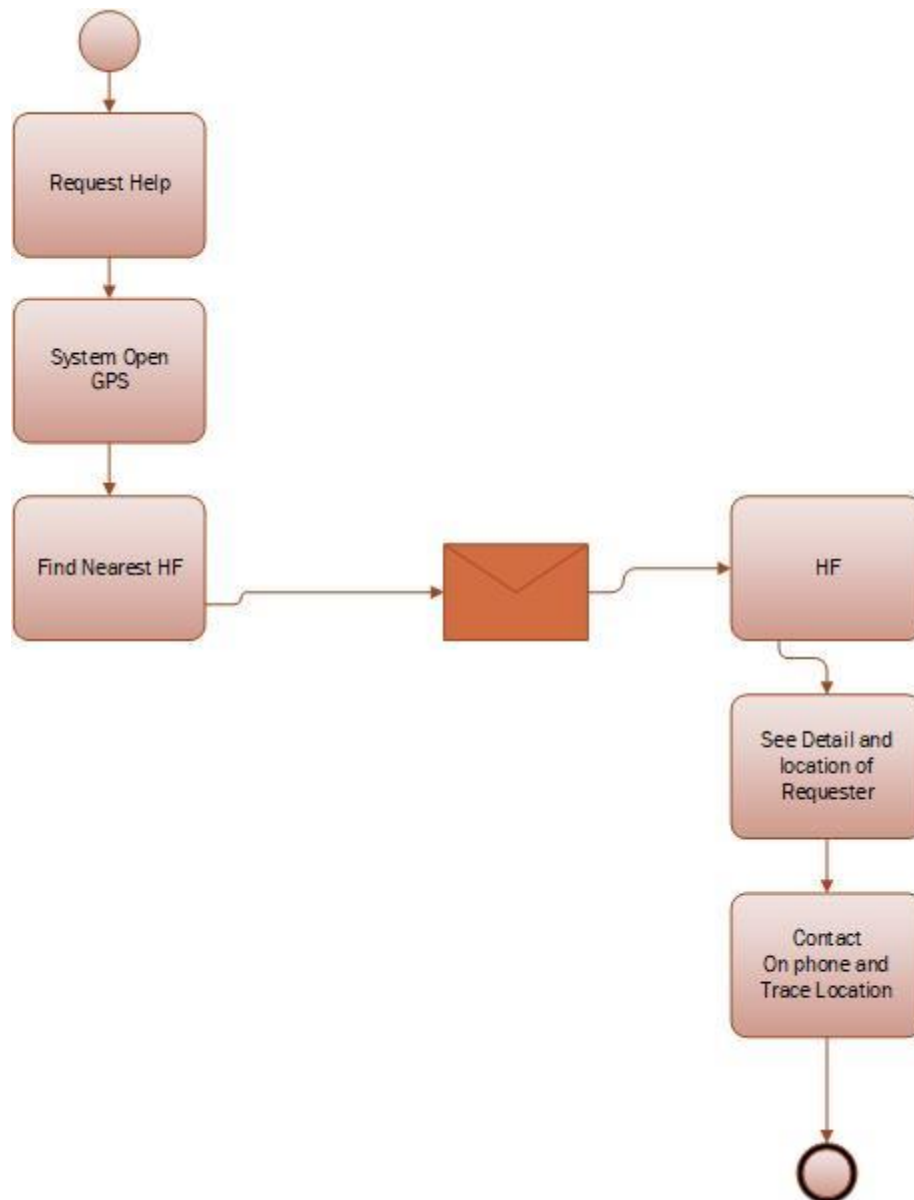 Request Help
System Open
GPS
Find Nearest HF
HF
See Detail and
location of
Requester
Contact
On phone and
Trace Location